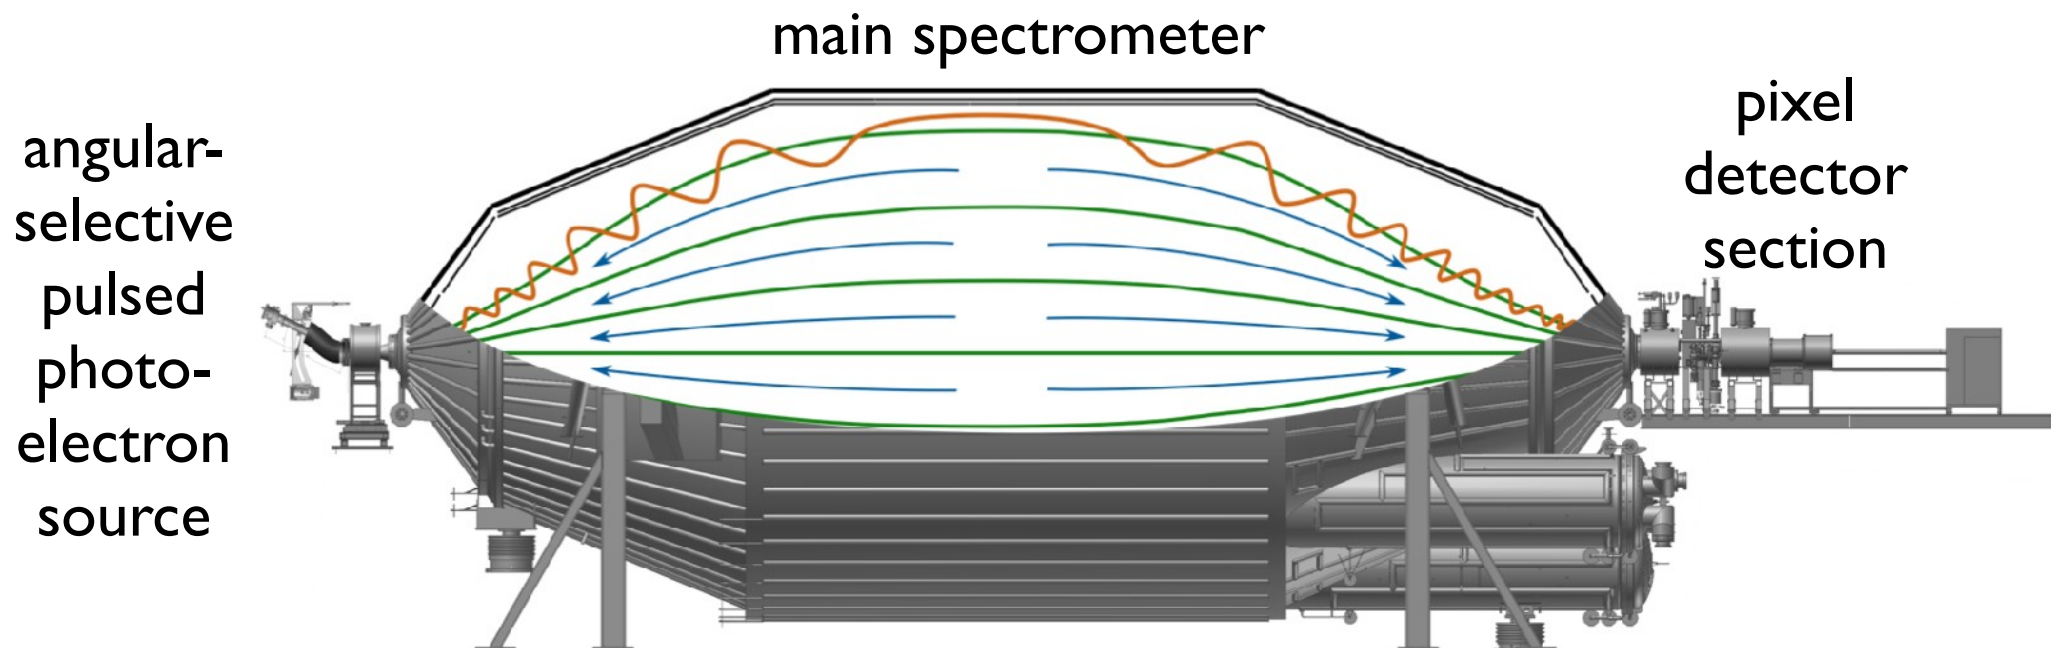 main spectrometer
angular-
selective
pulsed
photo-
electron
source
pixel
detector
section